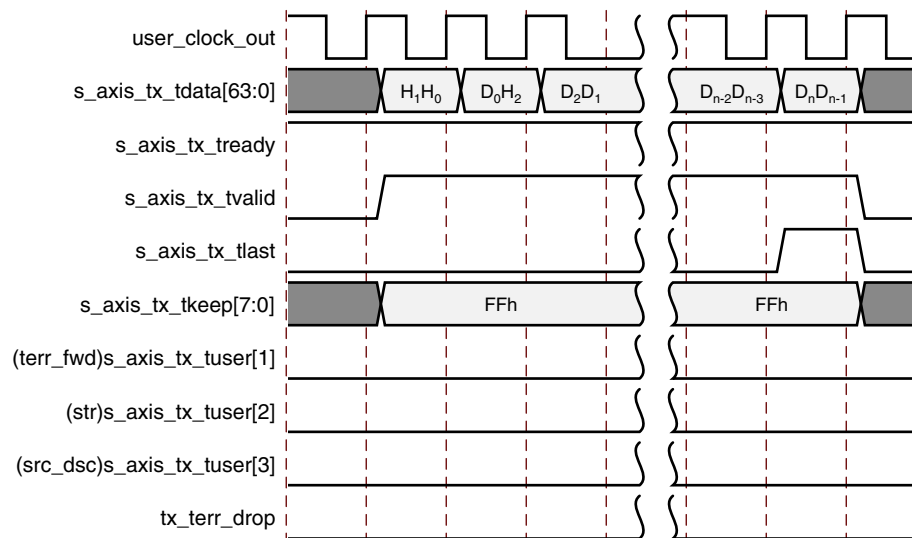 user_clock_out
s_axis_tx_tdata[63:0] H₁H₀ D₀H₂ D₂D₁ Dₙ₋₂Dₙ₋₃ DₙDₙ₋₁
s_axis_tx_tready
s_axis_tx_tvalid
s_axis_tx_tlast
s_axis_tx_tkeep[7:0] FFh FFh
(terr_fwd)s_axis_tx_tuser[1]
(str)s_axis_tx_tuser[2]
(src_dsc)s_axis_tx_tuser[3]
tx_terr_drop